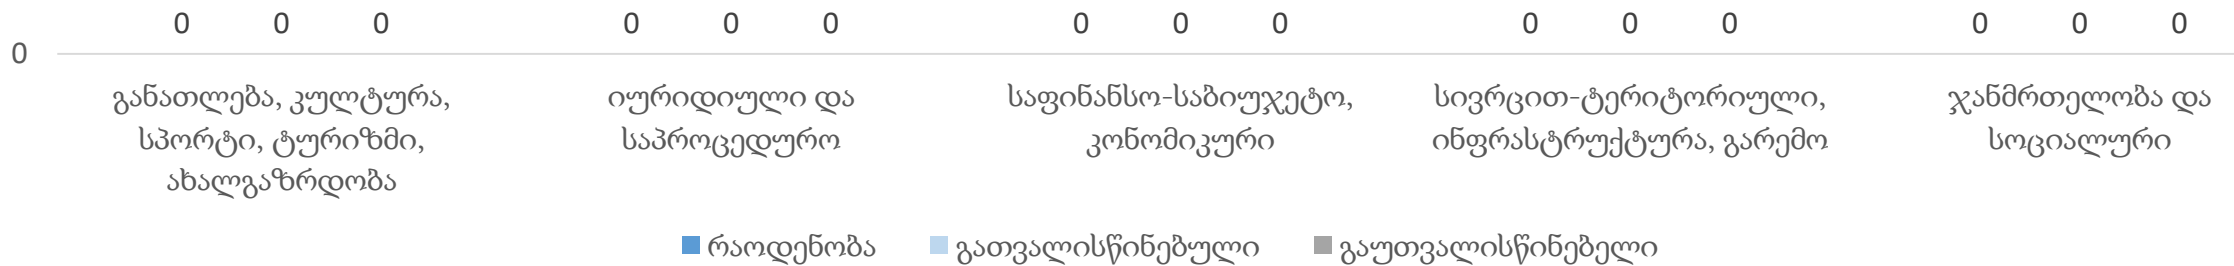 0 0 0 0 0 0 0 0 0 0 0 0 0 0 0
0
განათლება, კულტურა,
სპორტი, ტურიზმი,
ახალგაზრდობა
იურიდიული და
საპროცედურო
საფინანსო-საბიუჯეტო,
კონომიკური
სივრცით-ტერიტორიული,
ინფრასტრუქტურა, გარემო
ჯანმრთელობა და
სოციალური
რაოდენობა გათვალისწინებული გაუთვალისწინებელი